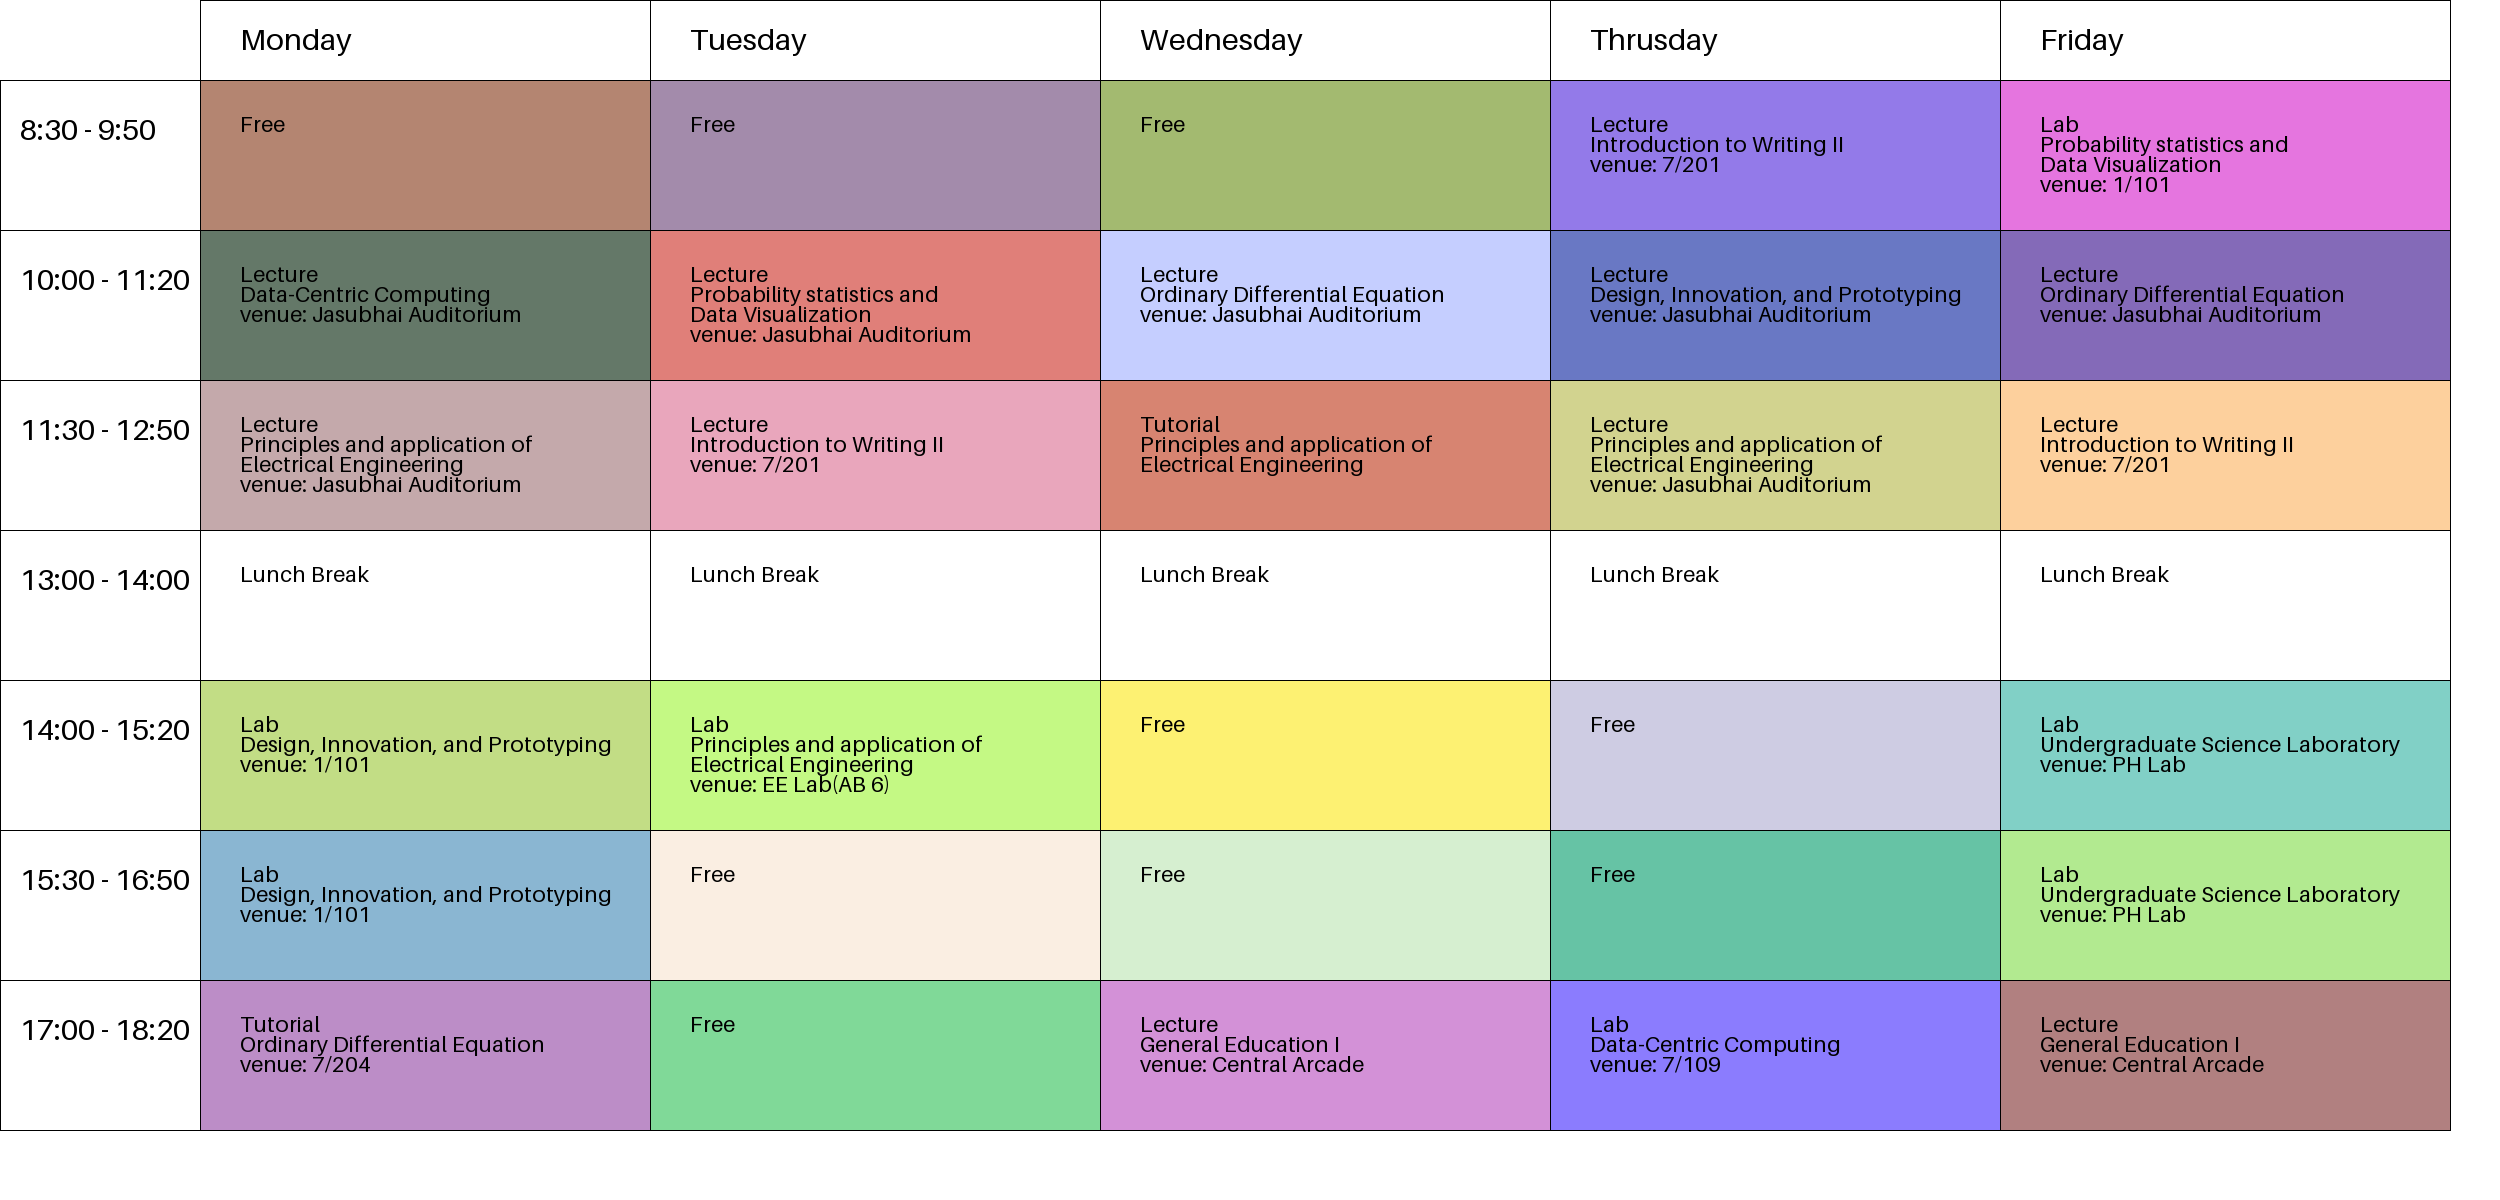 Monday
Tuesday
Wednesday
Thrusday
Friday
8:30 - 9:50
Free
Free
Free
Lecture
Introduction to Writing II
venue: 7/201
Lab
Probability statistics and
Data Visualization
venue: 1/101
10:00 - 11:20
Lecture
Data-Centric Computing
venue: Jasubhai Auditorium
Lecture
Probability statistics and
Data Visualization
venue: Jasubhai Auditorium
Lecture
Ordinary Differential Equation
venue: Jasubhai Auditorium
Lecture
Design, Innovation, and Prototyping
venue: Jasubhai Auditorium
Lecture
Ordinary Differential Equation
venue: Jasubhai Auditorium
11:30 - 12:50
Lecture
Principles and application of
Electrical Engineering
venue: Jasubhai Auditorium
Lecture
Introduction to Writing II
venue: 7/201
Tutorial
Principles and application of
Electrical Engineering
Lecture
Principles and application of
Electrical Engineering
venue: Jasubhai Auditorium
Lecture
Introduction to Writing II
venue: 7/201
13:00 - 14:00
Lunch Break
Lunch Break
Lunch Break
Lunch Break
Lunch Break
14:00 - 15:20
Lab
Design, Innovation, and Prototyping
venue: 1/101
Lab
Principles and application of
Electrical Engineering
venue: EE Lab(AB 6)
Free
Free
Lab
Undergraduate Science Laboratory
venue: PH Lab
15:30 - 16:50
Lab
Design, Innovation, and Prototyping
venue: 1/101
Free
Free
Free
Lab
Undergraduate Science Laboratory
venue: PH Lab
17:00 - 18:20
Tutorial
Ordinary Differential Equation
venue: 7/204
Free
Lecture
General Education I
venue: Central Arcade
Lab
Data-Centric Computing
venue: 7/109
Lecture
General Education I
venue: Central Arcade